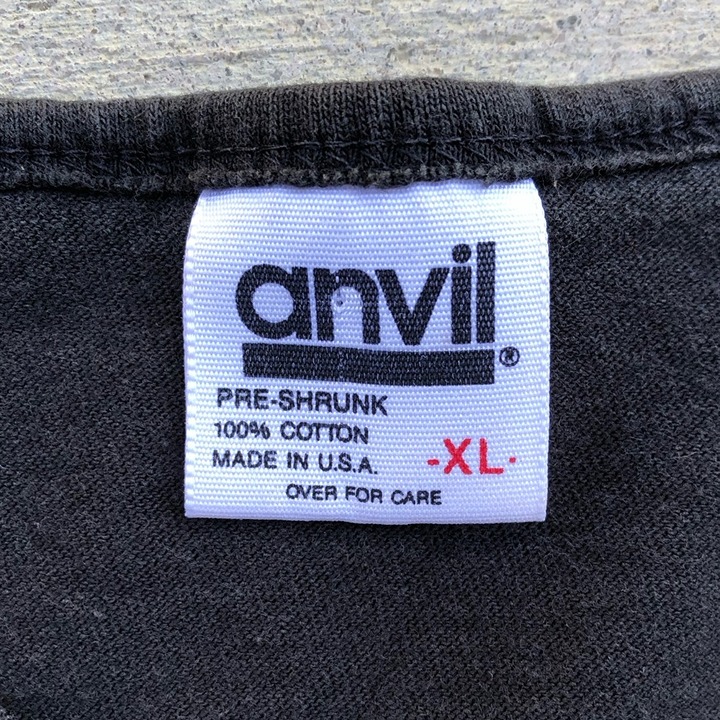 anvil®
PRE-SHRUNK
100% COTTON
MADE IN U.S.A. -XL-
OVER FOR CARE